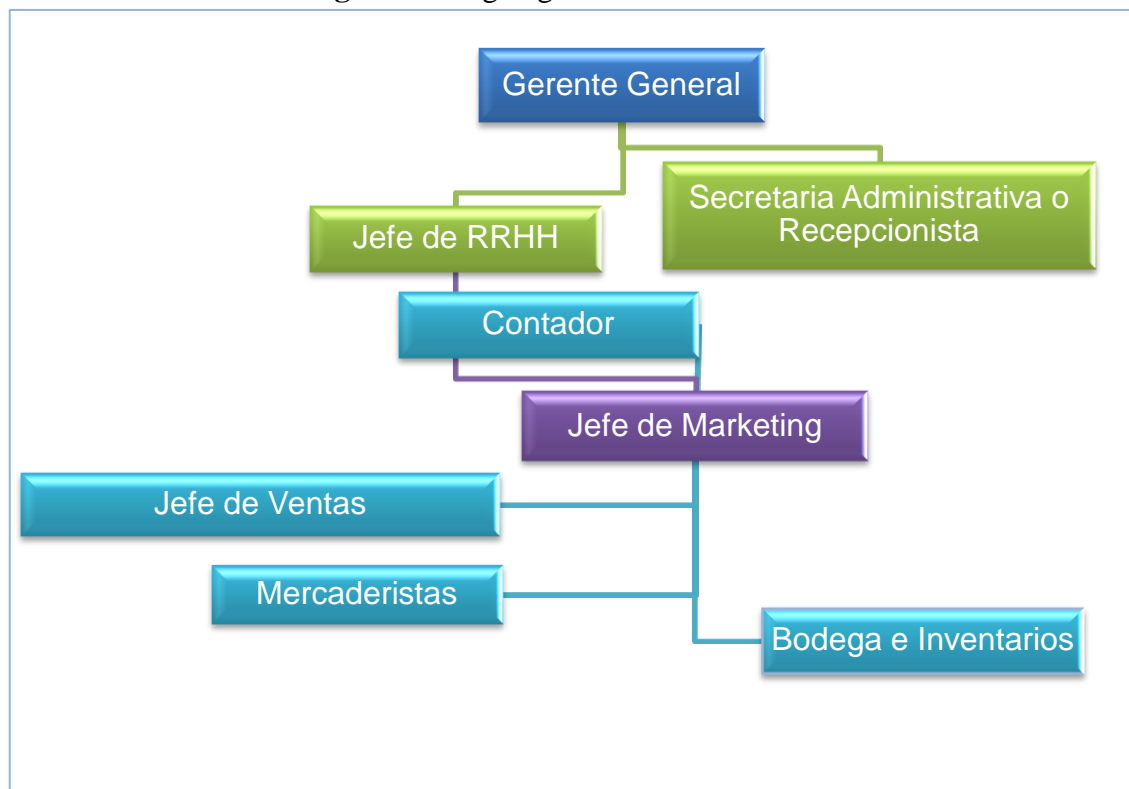 Gerente General
Secretaria Administrativa o
Recepcionista
Jefe de RRHH
Contador
Jefe de Marketing
Jefe de Ventas
Mercaderistas
Bodega e Inventarios